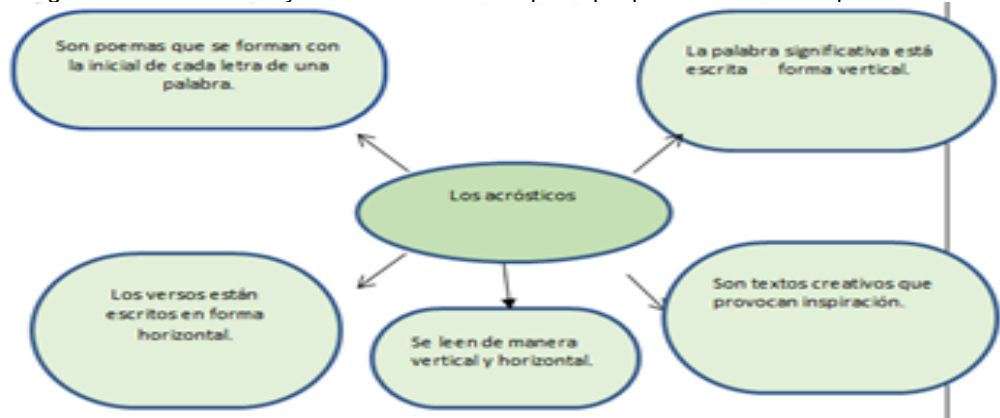 Son poemas que se forman con
la inicial de cada letra de una
palabra.
La palabra significativa está
escrita forma vertical.
Los acrósticos
Los versos están
escritos en forma
horizontal.
Se leen de manera
vertical y horizontal.
Son textos creativos que
provocan inspiración.